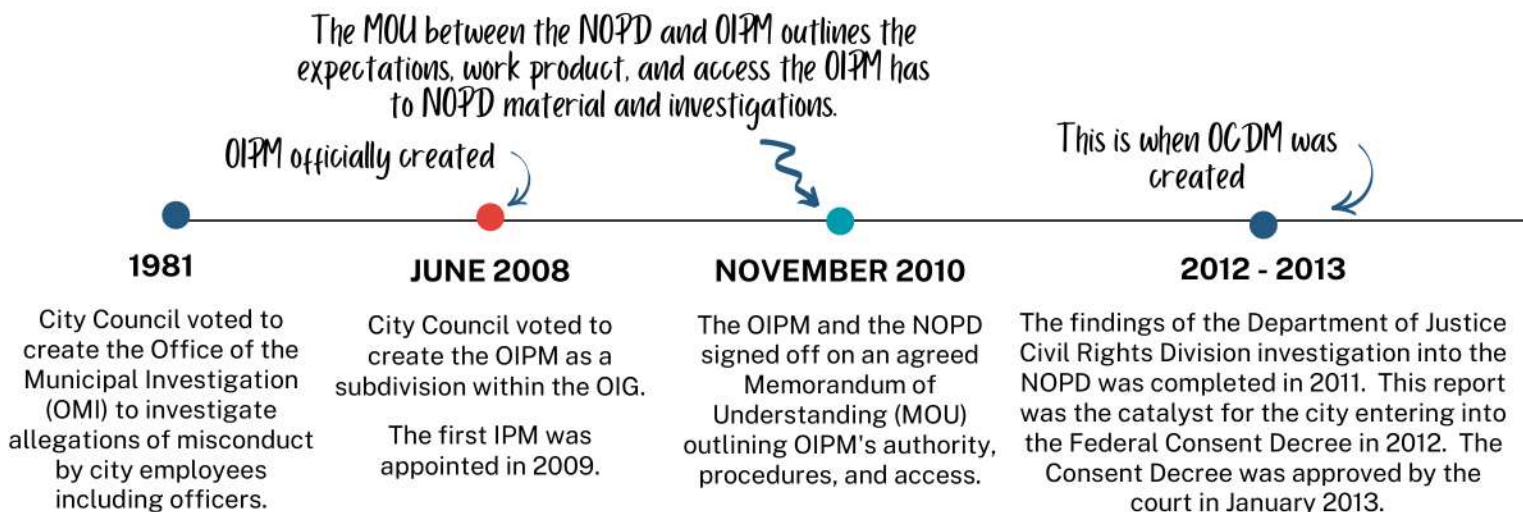 The MOU between the NOPD and OIPM outlines the
expectations, work product, and access the OIPM has
to NOPD material and investigations.
OIPM officially created
This is when OCDM was
created
1981
City Council voted to
create the Office of the
Municipal Investigation
(OMI) to investigate
allegations of misconduct
by city employees
including officers.
JUNE 2008
City Council voted to
create the OIPM as a
subdivision within the OIG.
The first IPM was
appointed in 2009.
NOVEMBER 2010
The OIPM and the NOPD
signed off on an agreed
Memorandum of
Understanding (MOU)
outlining OIPM's authority,
procedures, and access.
2012 - 2013
The findings of the Department of Justice
Civil Rights Division investigation into the
NOPD was completed in 2011. This report
was the catalyst for the city entering into
the Federal Consent Decree in 2012. The
Consent Decree was approved by the
court in January 2013.